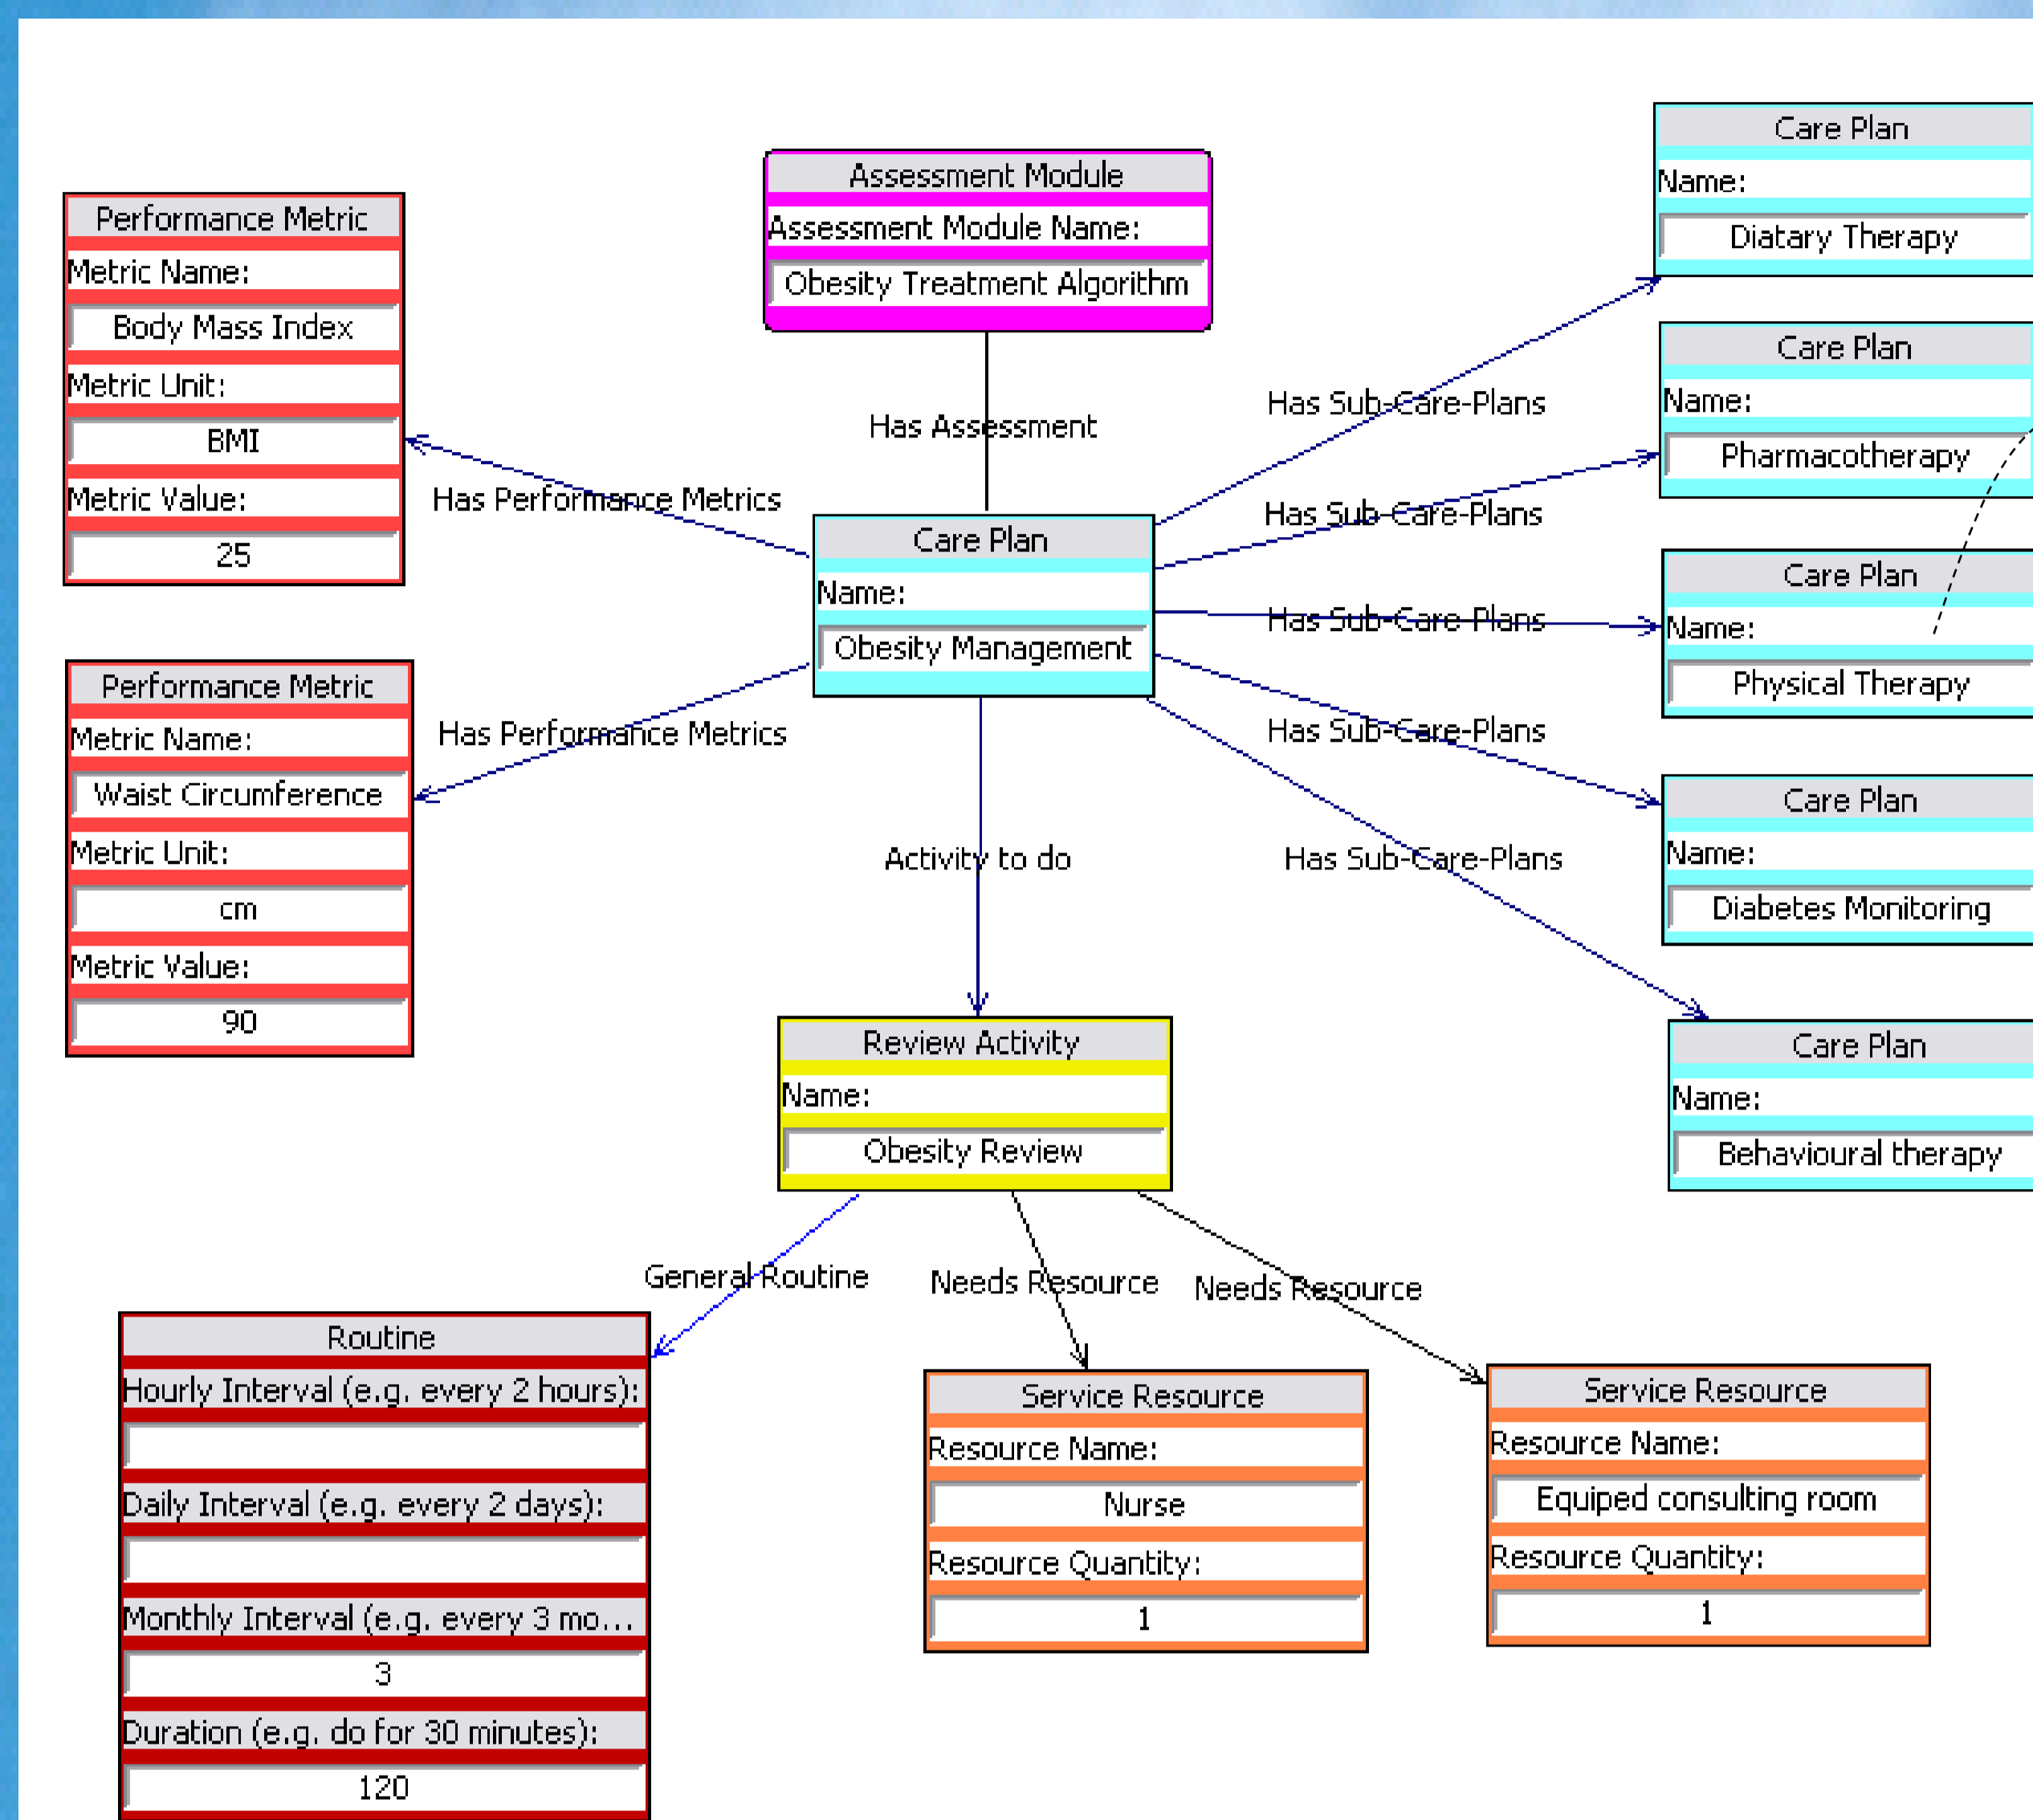 Performance Metric
Metric Name:
Body Mass Index
Metric Unit:
BMI
Metric Value:
25
Assessment Module
Assessment Module Name:
Obesity Treatment Algorithm
Care Plan
Name:
Diatary Therapy
Care Plan
Name:
Pharmacotherapy
Has Assessment
Has Sub-Care-Plans
Has Performance Metrics
Has Sub-Care-Plans
Care Plan
Name:
Obesity Management
Care Plan
Name:
Physical Therapy
Has Sub-Care-Plans
Performance Metric
Metric Name:
Waist Circumference
Metric Unit:
cm
Metric Value:
90
Has Performance Metrics
Has Sub-Care-Plans
Care Plan
Name:
Diabetes Monitoring
Activity to do
Has Sub-Care-Plans
Review Activity
Name:
Obesity Review
Care Plan
Name:
Behavioural therapy
General Routine
Needs Resource
Needs Resource
Routine
Hourly Interval (e.g. every 2 hours):
Daily Interval (e.g. every 2 days):
Monthly Interval (e.g. every 3 mo...
3
Duration (e.g. do for 30 minutes):
120
Service Resource
Resource Name:
Nurse
Resource Quantity:
1
Service Resource
Resource Name:
Equiped consulting room
Resource Quantity:
1